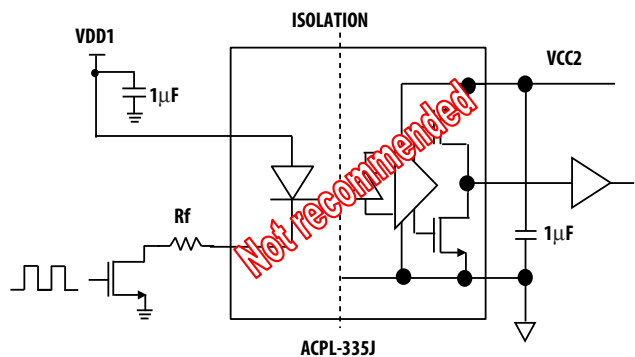 ISOLATION
VDD1
1μF
VCC2
Not recommended
Rf
1μF
ACPL-335J